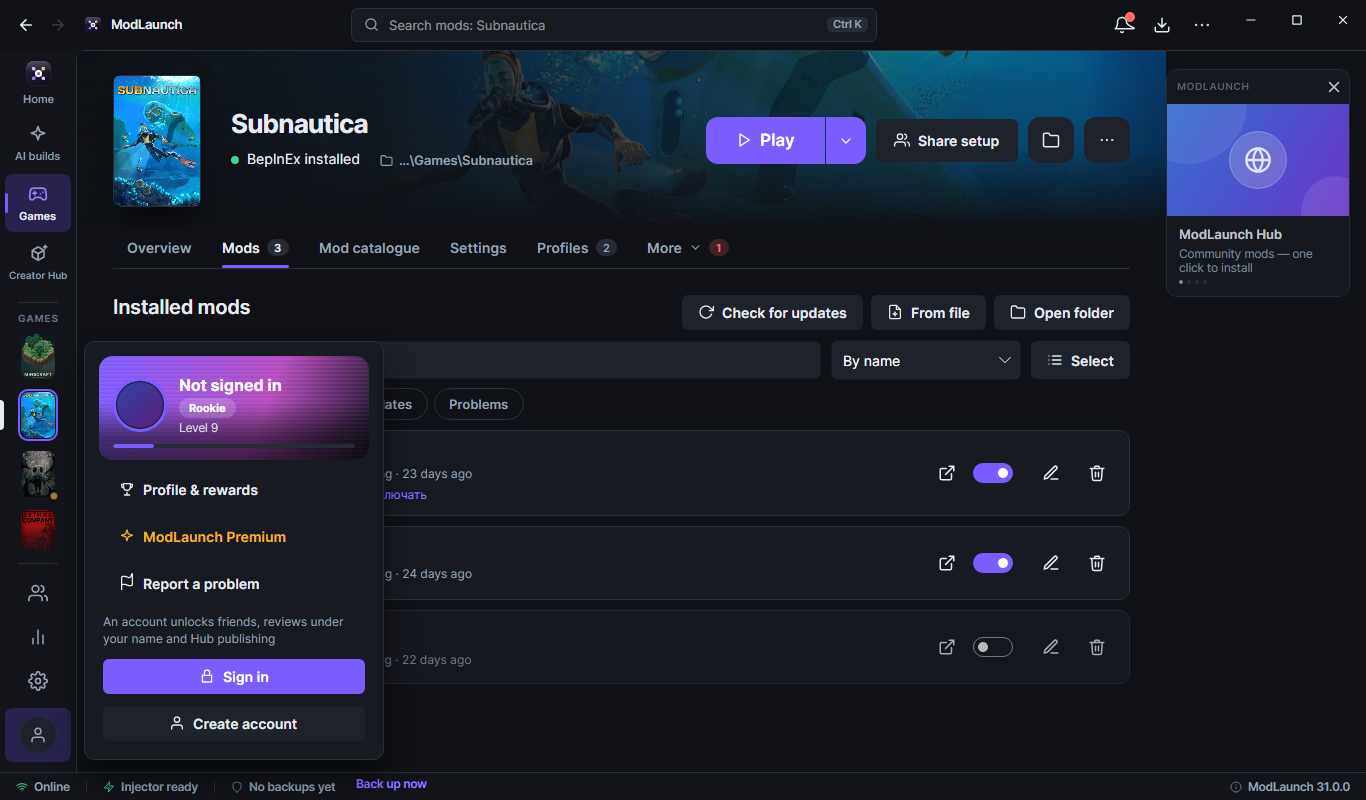 ModLaunch
Search mods: Subnautica
Ctrl K
Home
AI builds
Games
Creator Hub
GAMES
MINECRAFT
LETHAL
COMPANY
SUBNAUTICA
Subnautica
BepInEx installed
...\Games\Subnautica
Play
Share setup
Overview
Mods 3
Mod catalogue
Settings
Profiles 2
More 1
Installed mods
Check for updates
From file
Open folder
By name
Select
ates
Problems
g · 23 days ago
лючать
g · 24 days ago
g · 22 days ago
Not signed in
Rookie
Level 9
Profile & rewards
ModLaunch Premium
Report a problem
An account unlocks friends, reviews under
your name and Hub publishing
Sign in
Create account
MODLAUNCH
ModLaunch Hub
Community mods — one
click to install
Online
Injector ready
No backups yet
Back up now
ModLaunch 31.0.0